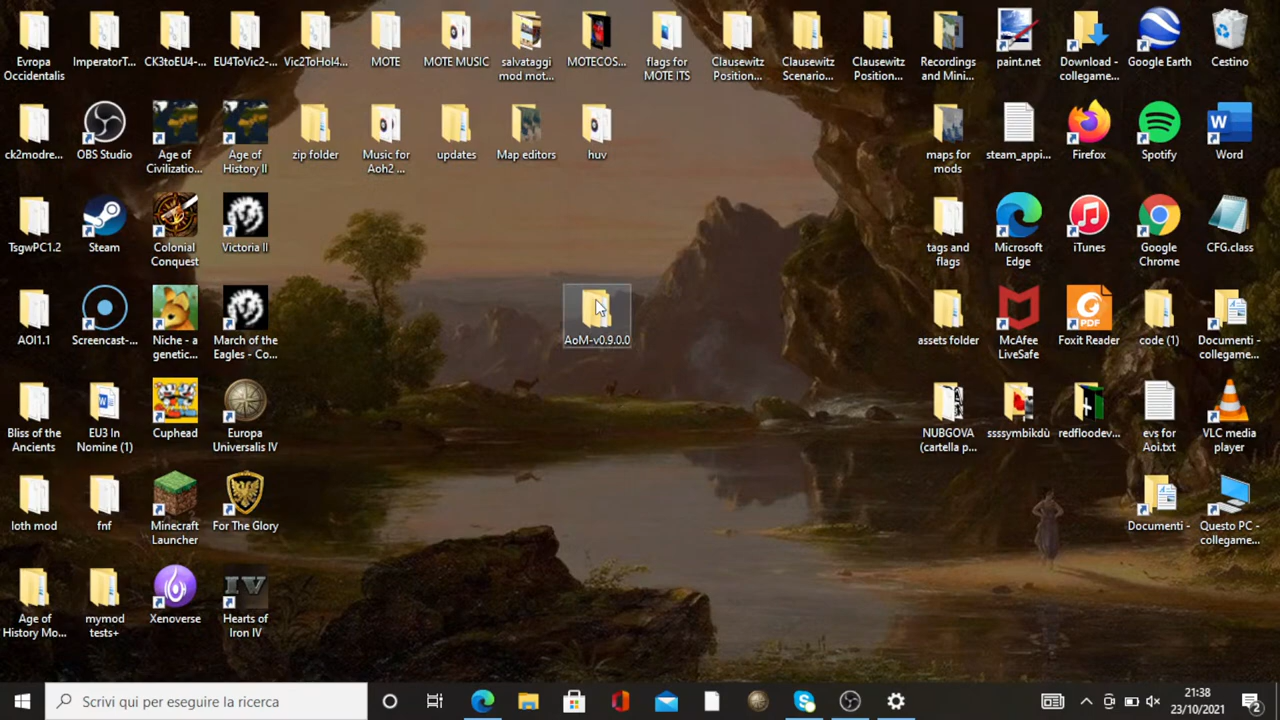 Evropa Occidentalis
ImperatorT...
CK3toEU4-...
EU4ToVic2-...
Vic2ToHoI4...
MOTE
MOTE MUSIC
salvataggi mod mot...
MOTECOS...
flags for MOTE ITS
Clausewitz Position...
Clausewitz Scenario...
Clausewitz Position...
Recordings and Mini...
paint.net
Download - collegame...
Google Earth
Cestino
ck2modre...
OBS Studio
Age of Civilizatio...
Age of History II
zip folder
Music for Aoh2 ...
updates
Map editors
huv
maps for mods
steam_appi...
Firefox
Spotify
Word
TsgwPC1.2
Steam
Colonial Conquest
Victoria II
tags and flags
Microsoft Edge
iTunes
Google Chrome
CFG.class
AOI1.1
Screencast-...
Niche - a genetic...
March of the Eagles - Co...
AoM-v0.9.0.0
assets folder
McAfee LiveSafe
Foxit Reader
code (1)
Documenti - collegame...
Bliss of the Ancients
EU3 In Nomine (1)
Cuphead
Europa Universalis IV
NUBGOVA (cartella p...
ssssymbikdù
redfloodev...
evs for Aoi.txt
VLC media player
loth mod
fnf
Minecraft Launcher
For The Glory
Documenti -
Questo PC - collegame...
Age of History Mo...
mymod tests+
Xenoverse
IV
Hearts of Iron IV
Scrivi qui per eseguire la ricerca
21:38
23/10/2021
2